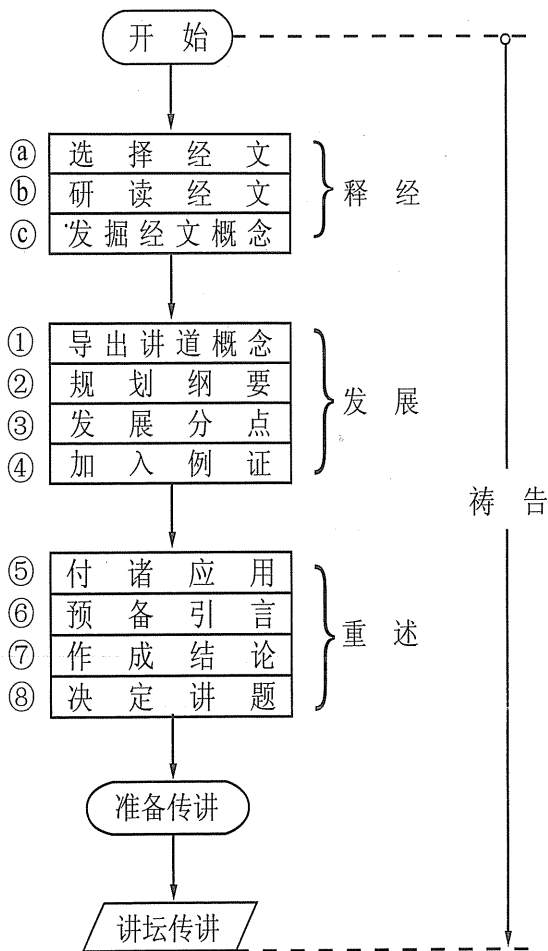 开始
ⓐ 选择经文
ⓑ 研读经文
释经
ⓒ 发掘经文概念
① 导出讲道概念
② 规划纲要
发展
③ 发展分点
④ 加入例证
祷告
⑤ 付诸应用
⑥ 预备引言
重述
⑦ 作成结论
⑧ 决定讲题
准备传讲
讲坛传讲